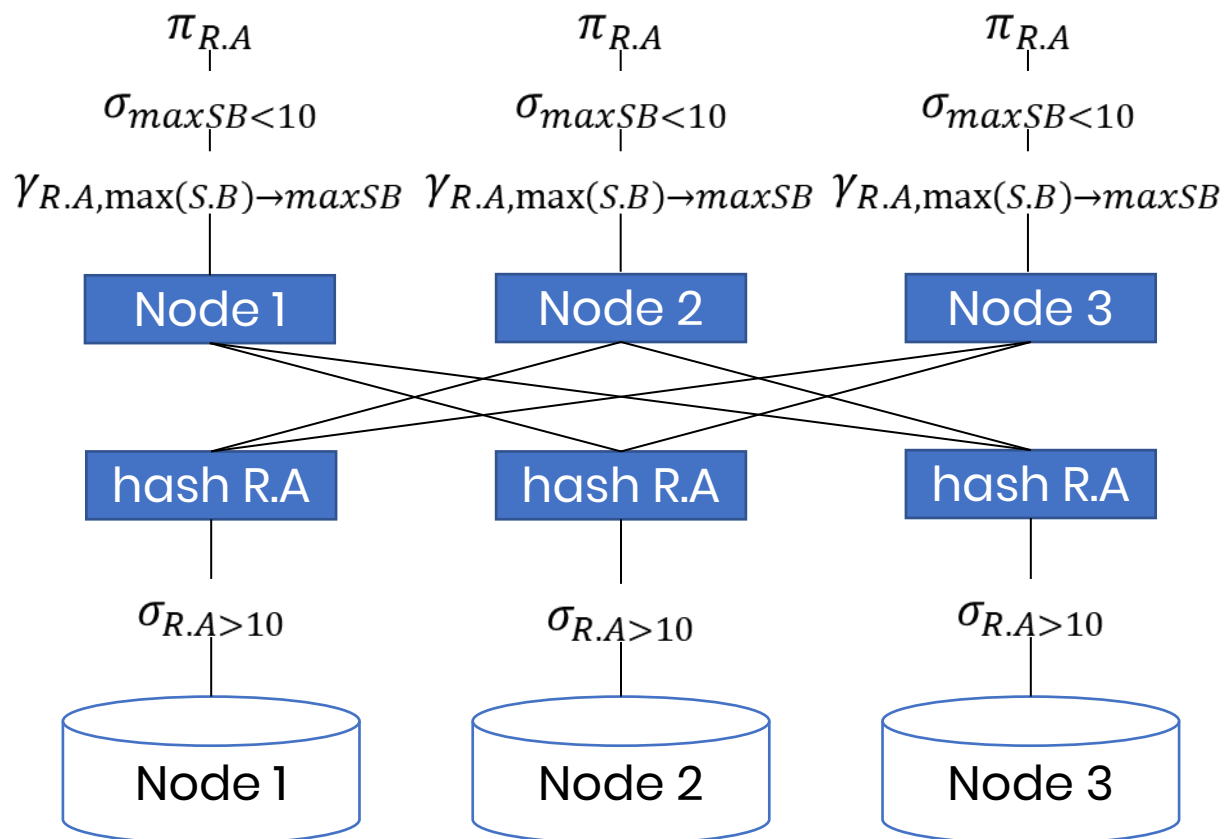 π_{R.A} π_{R.A} π_{R.A}
σ_{maxSB<10} σ_{maxSB<10} σ_{maxSB<10}
γ_{R.A,max(S.B)→maxSB} γ_{R.A,max(S.B)→maxSB} γ_{R.A,max(S.B)→maxSB}
Node 1 Node 2 Node 3
hash R.A hash R.A hash R.A
σ_{R.A>10} σ_{R.A>10} σ_{R.A>10}
Node 1 Node 2 Node 3